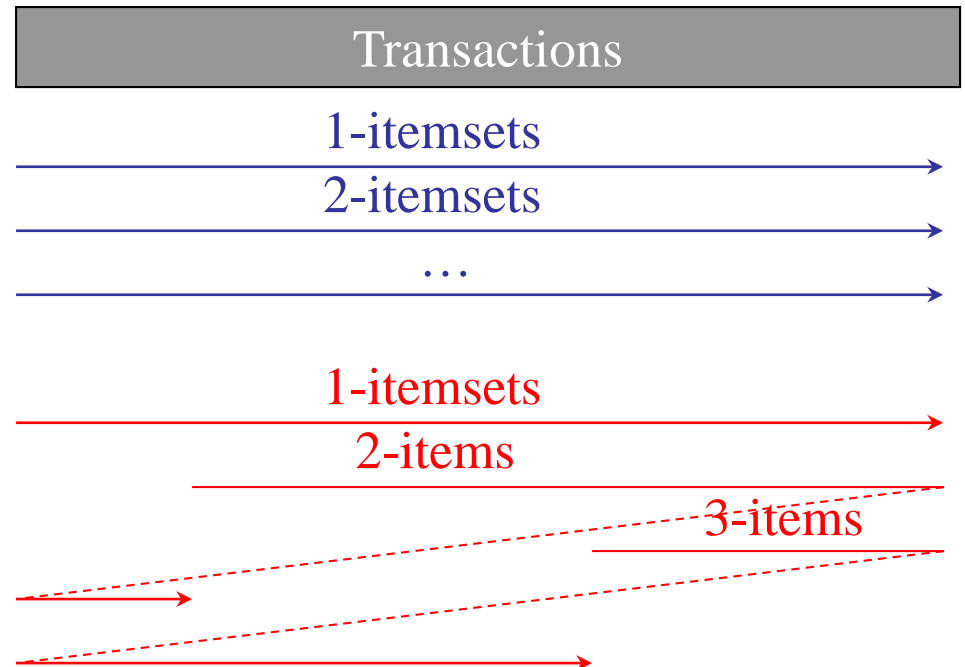 Transactions
1-itemsets
2-itemsets
…
1-itemsets
2-items
3-items